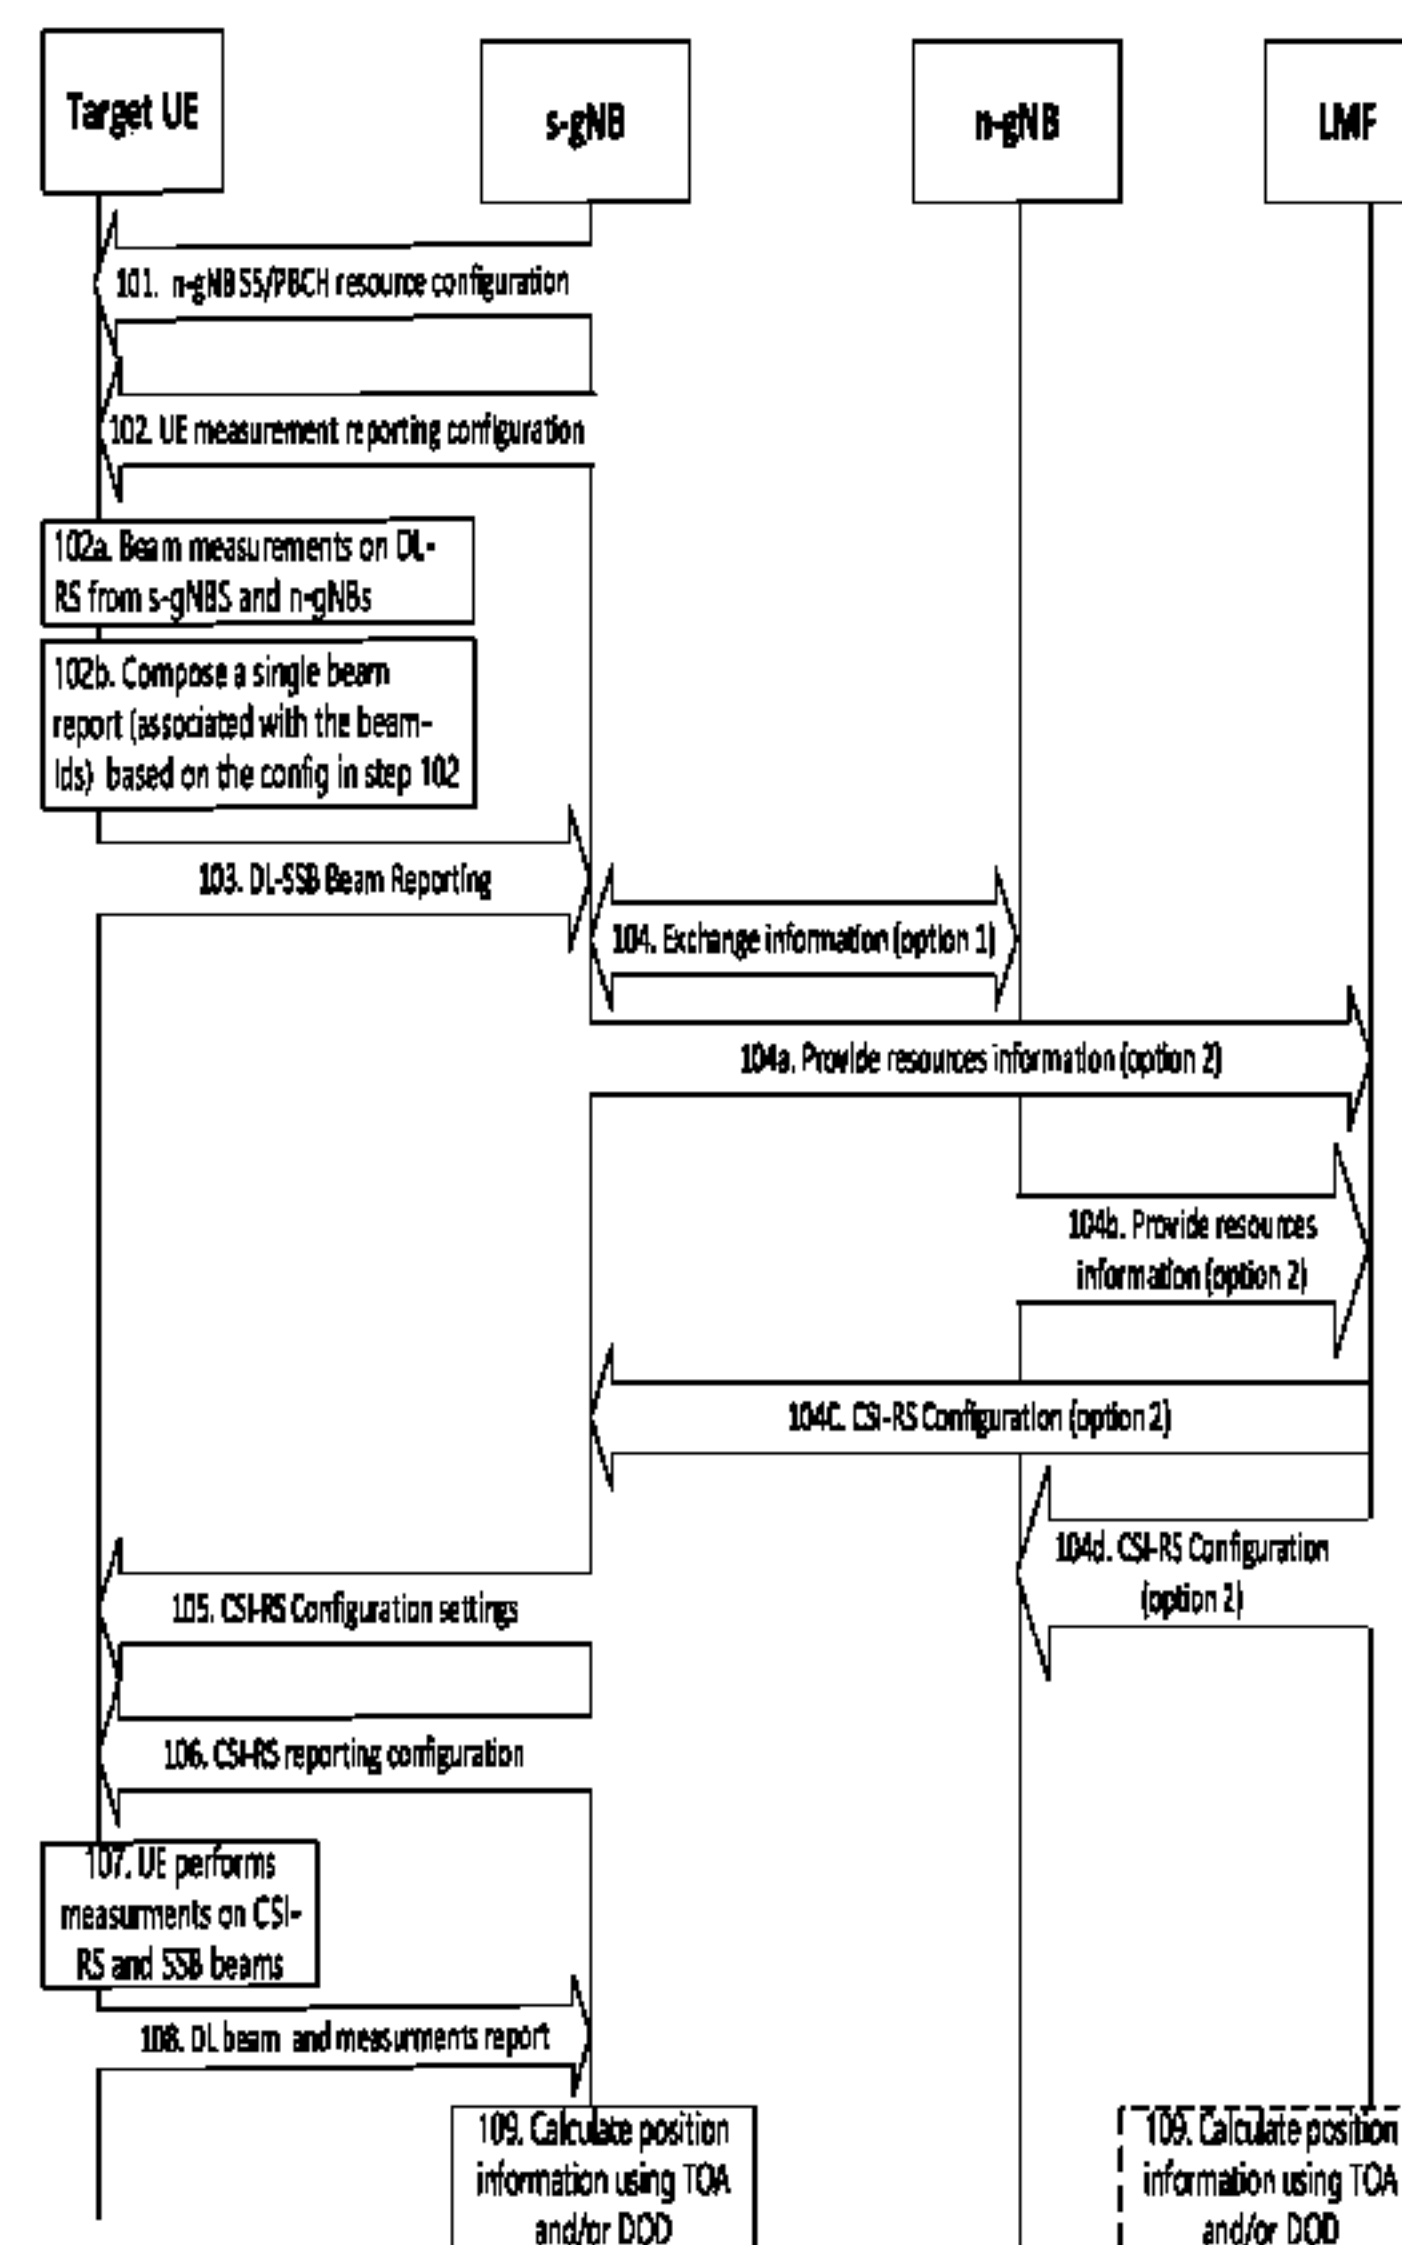 Target UE
s-gNB
n-gNB
LMF
101. n-gNB SS/PBCH resource configuration
102. UE measurement reporting configuration
102a. Beam measurements on DL-
RS from s-gNBS and n-gNBs
102b. Compose a single beam
report (associated with the beam-
Ids) based on the config in step 102
103. DL-SSB Beam Reporting
104. Exchange information (option 1)
104a. Provide resources information (option 2)
104b. Provide resources
information (option 2)
104C. CSI-RS Configuration (option 2)
104d. CSI-RS Configuration
(option 2)
105. CSI-RS Configuration settings
106. CSI-RS reporting configuration
107. UE performs
measurments on CSI-
RS and SSB beams
108. DL beam and measurments report
109. Calculate position
information using TOA
and/or DOD
109. Calculate position
information using TOA
and/or DOD